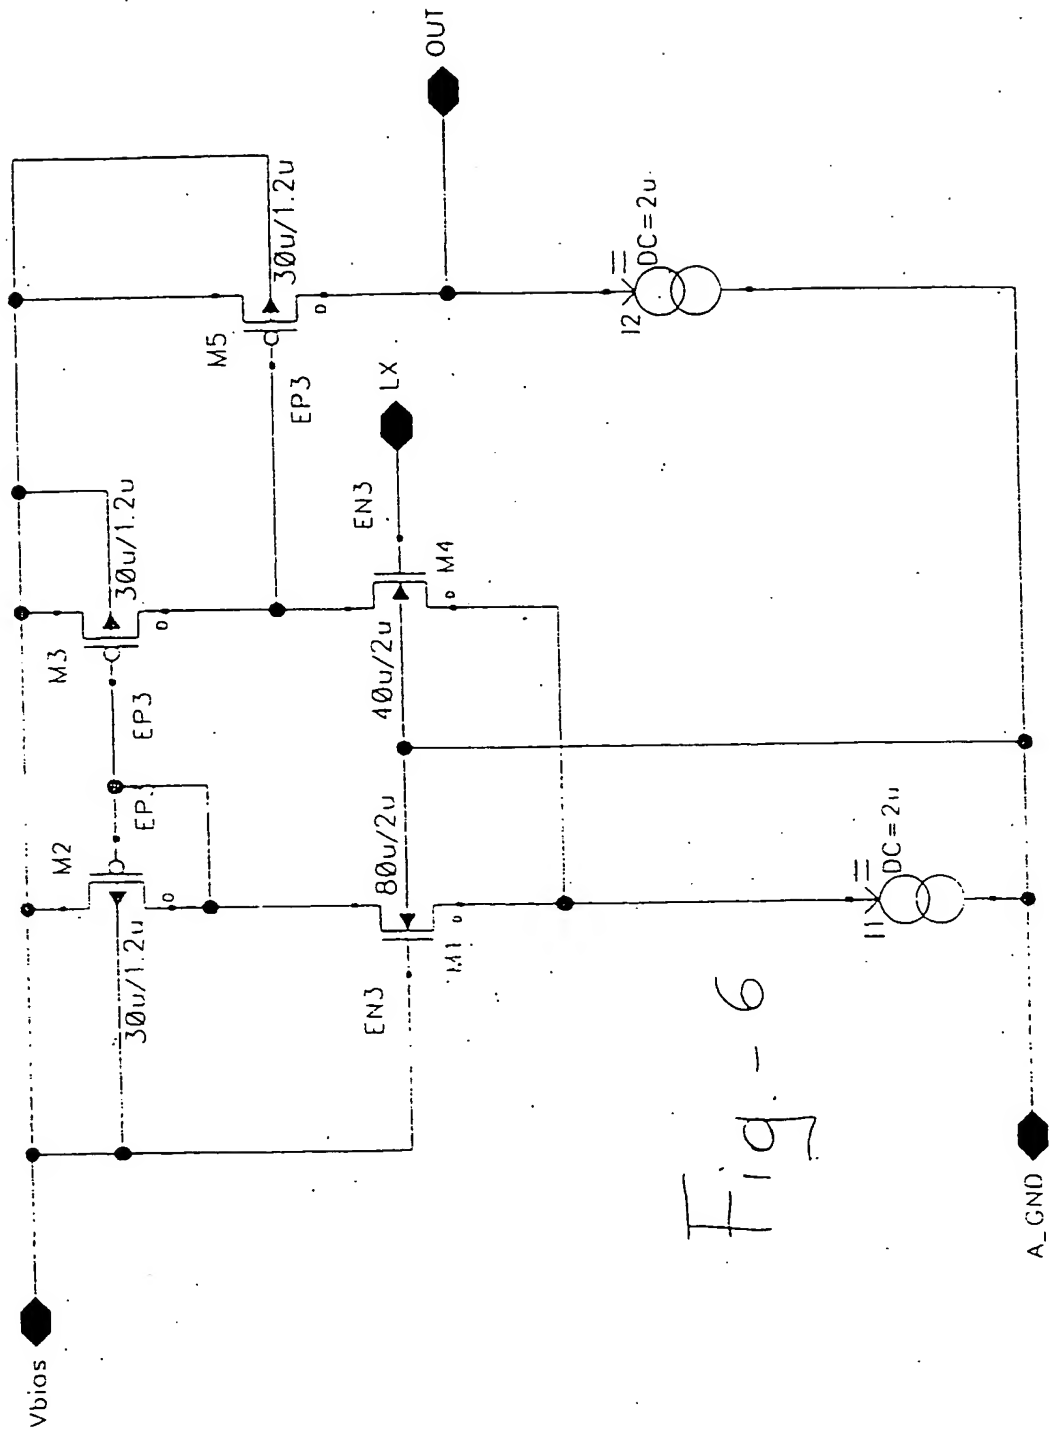 Vbias
M2
EP
30u/1.2u
M3
EP3
30u/1.2u
M5
EP3
30u/1.2u
D
D
D
OUT
EN3
M1
D
80u/2u
40u/2u
EN3
M4
D
LX
I1
DC=2u
I2
DC=2u
A_GND
Fig.-6